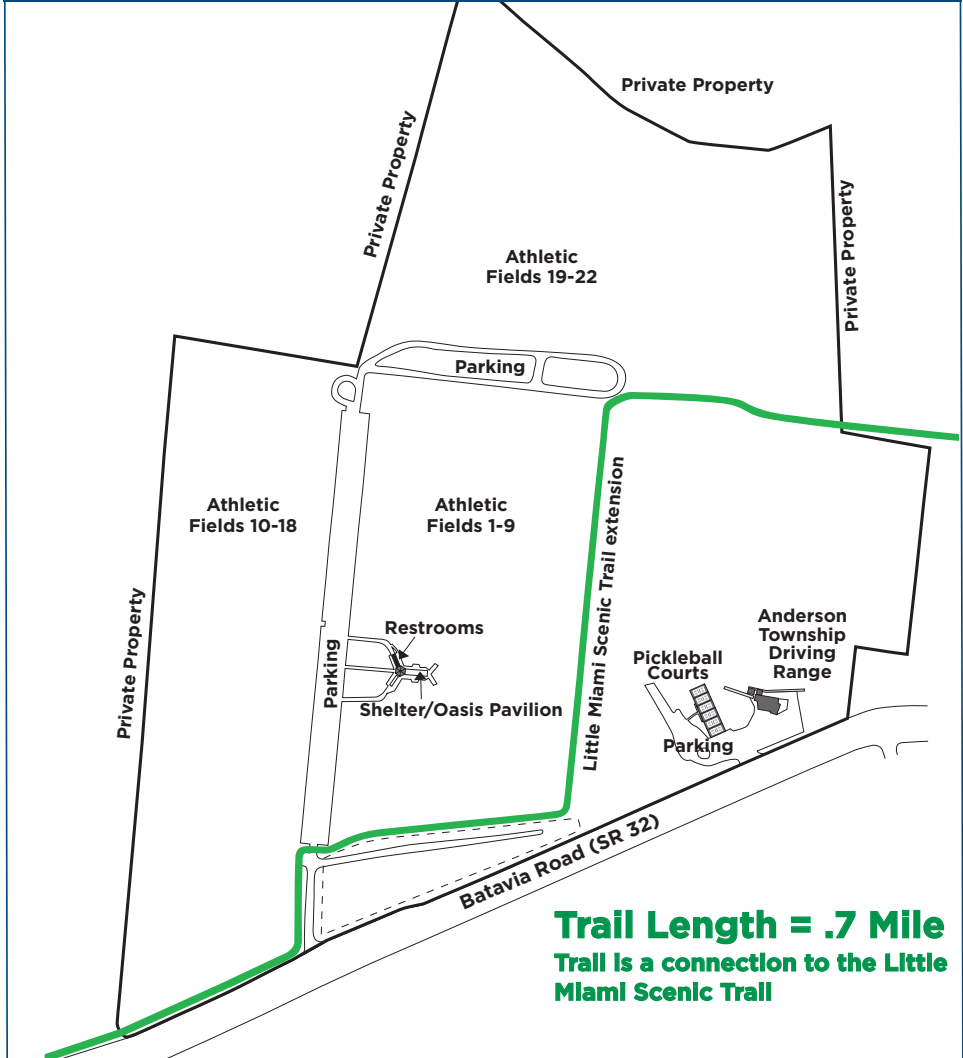 Private Property
Private Property
Private Property
Athletic
Fields 19-22
Parking
Athletic
Fields 10-18
Athletic
Fields 1-9
Little Miami Scenic Trail extension
Private Property
Restrooms
Parking
Shelter/Oasis Pavilion
Pickleball
Courts
Anderson
Township
Driving
Range
Parking
Batavia Road (SR 32)
Trail Length = .7 Mile
Trail is a connection to the Little
Miami Scenic Trail